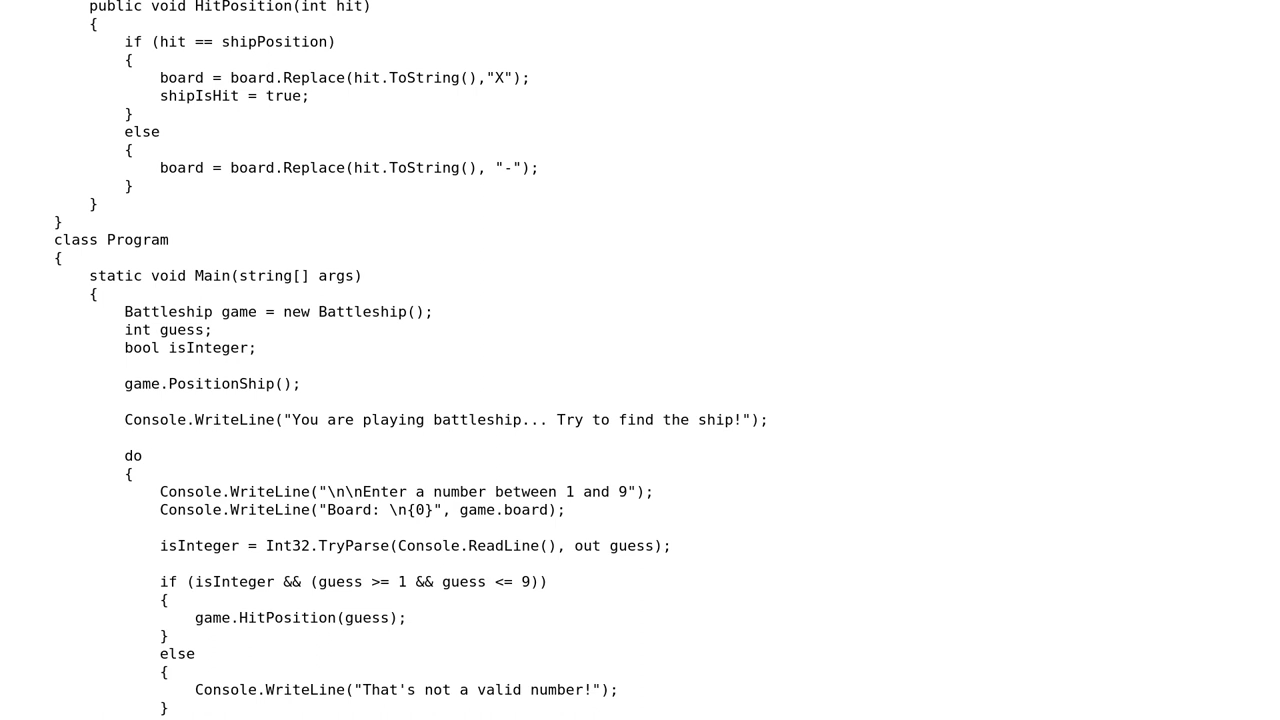 public void HitPosition(int hit)
{
if (hit == shipPosition)
{
board = board.Replace(hit.ToString(),"X");
shipIsHit = true;
}
else
{
board = board.Replace(hit.ToString(), "-");
}
}
}
class Program
{
static void Main(string[] args)
{
Battleship game = new Battleship();
int guess;
bool isInteger;
game.PositionShip();
Console.WriteLine("You are playing battleship... Try to find the ship!");
do
{
Console.WriteLine("\n\nEnter a number between 1 and 9");
Console.WriteLine("Board: \n{0}", game.board);
isInteger = Int32.TryParse(Console.ReadLine(), out guess);
if (isInteger && (guess >= 1 && guess <= 9))
{
game.HitPosition(guess);
}
else
{
Console.WriteLine("That's not a valid number!");
}